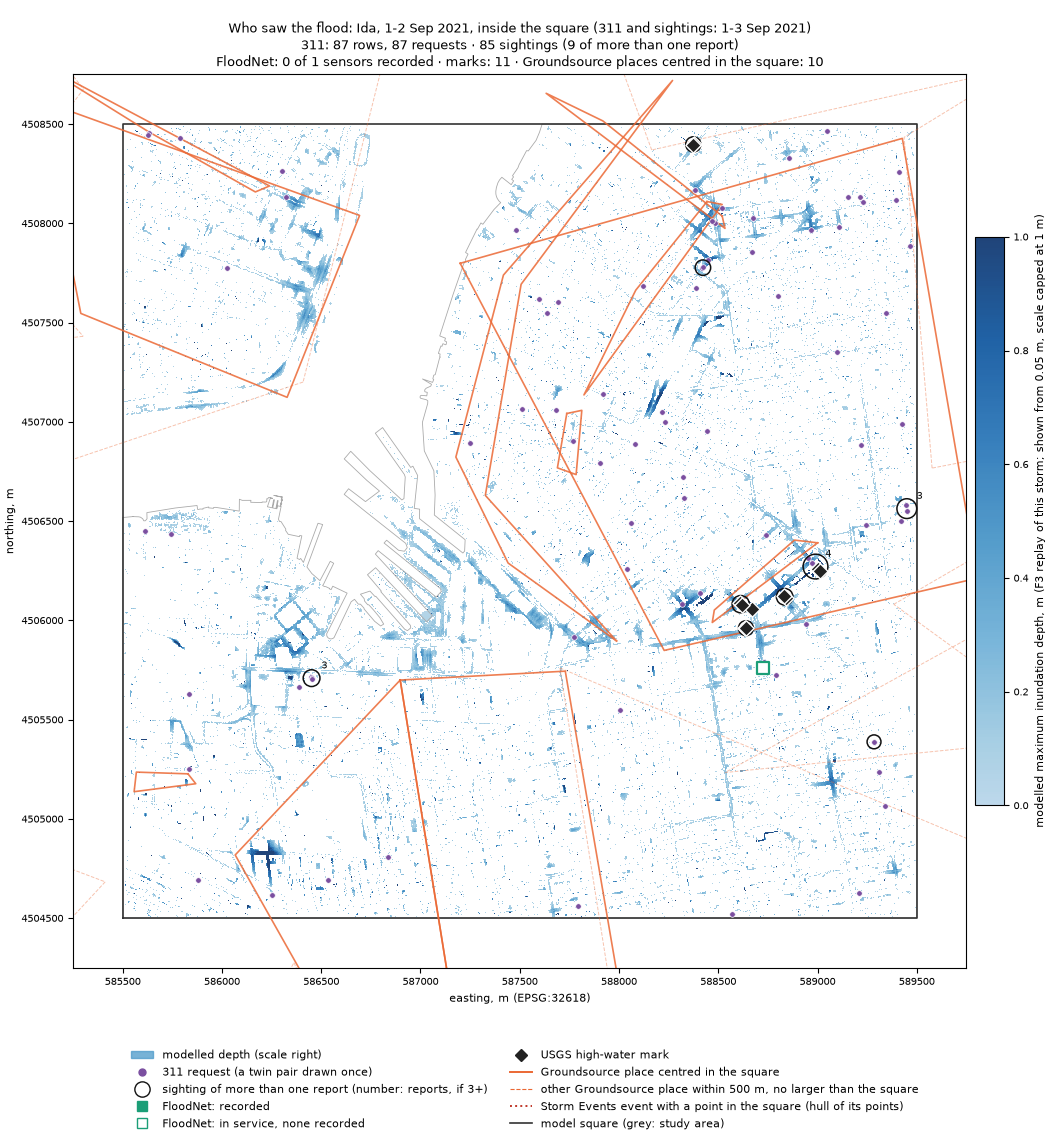 Who saw the flood: Ida, 1-2 Sep 2021, inside the square (311 and sightings: 1-3 Sep 2021)
311: 87 rows, 87 requests · 85 sightings (9 of more than one report)
FloodNet: 0 of 1 sensors recorded · marks: 11 · Groundsource places centred in the square: 10
4508500
4508000
4507500
4507000
4506500
4506000
4505500
4505000
4504500
northing, m
3
4
3
585500
586000
586500
587000
587500
588000
588500
589000
589500
easting, m (EPSG:32618)
1.0
0.8
0.6
0.4
0.2
0.0
modelled maximum inundation depth, m (F3 replay of this storm; shown from 0.05 m, scale capped at 1 m)
modelled depth (scale right)
311 request (a twin pair drawn once)
sighting of more than one report (number: reports, if 3+)
FloodNet: recorded
FloodNet: in service, none recorded
USGS high-water mark
Groundsource place centred in the square
other Groundsource place within 500 m, no larger than the square
Storm Events event with a point in the square (hull of its points)
model square (grey: study area)